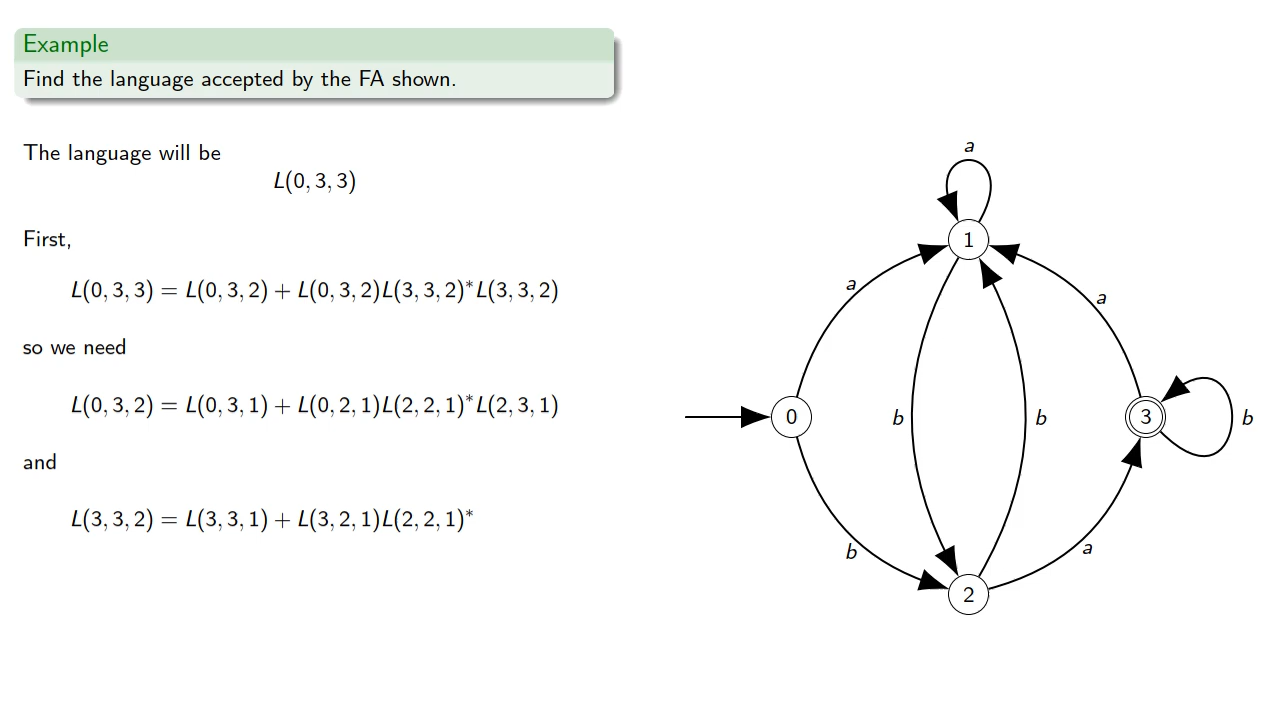 Example
Find the language accepted by the FA shown.
The language will be
L(0, 3, 3)
First,
L(0, 3, 3) = L(0, 3, 2) + L(0, 3, 2)L(3, 3, 2)*L(3, 3, 2)
so we need
L(0, 3, 2) = L(0, 3, 1) + L(0, 2, 1)L(2, 2, 1)*L(2, 3, 1)
and
L(3, 3, 2) = L(3, 3, 1) + L(3, 2, 1)L(2, 2, 1)*
a
1
a
a
0
b
b
3
b
b
a
2